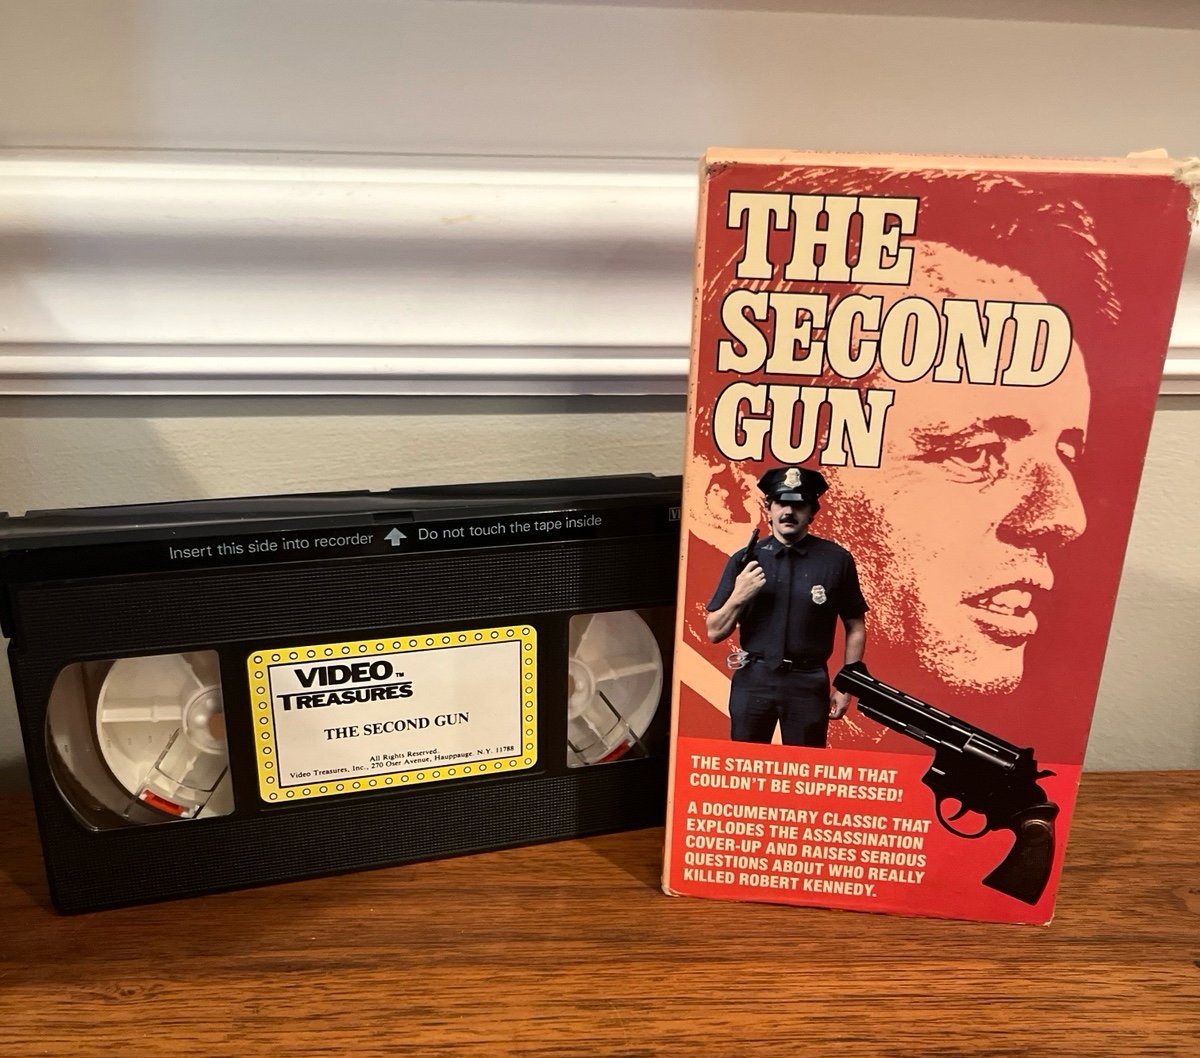 Insert this side into recorder Do not touch the tape inside
VIDEO TM
TREASURES
THE SECOND GUN
All Rights Reserved.
Video Treasures, Inc., 270 Oser Avenue, Hauppauge, N.Y. 11788
THE
SECOND
GUN
THE STARTLING FILM THAT
COULDN'T BE SUPPRESSED!
A DOCUMENTARY CLASSIC THAT
EXPLODES THE ASSASSINATION
COVER-UP AND RAISES SERIOUS
QUESTIONS ABOUT WHO REALLY
KILLED ROBERT KENNEDY.